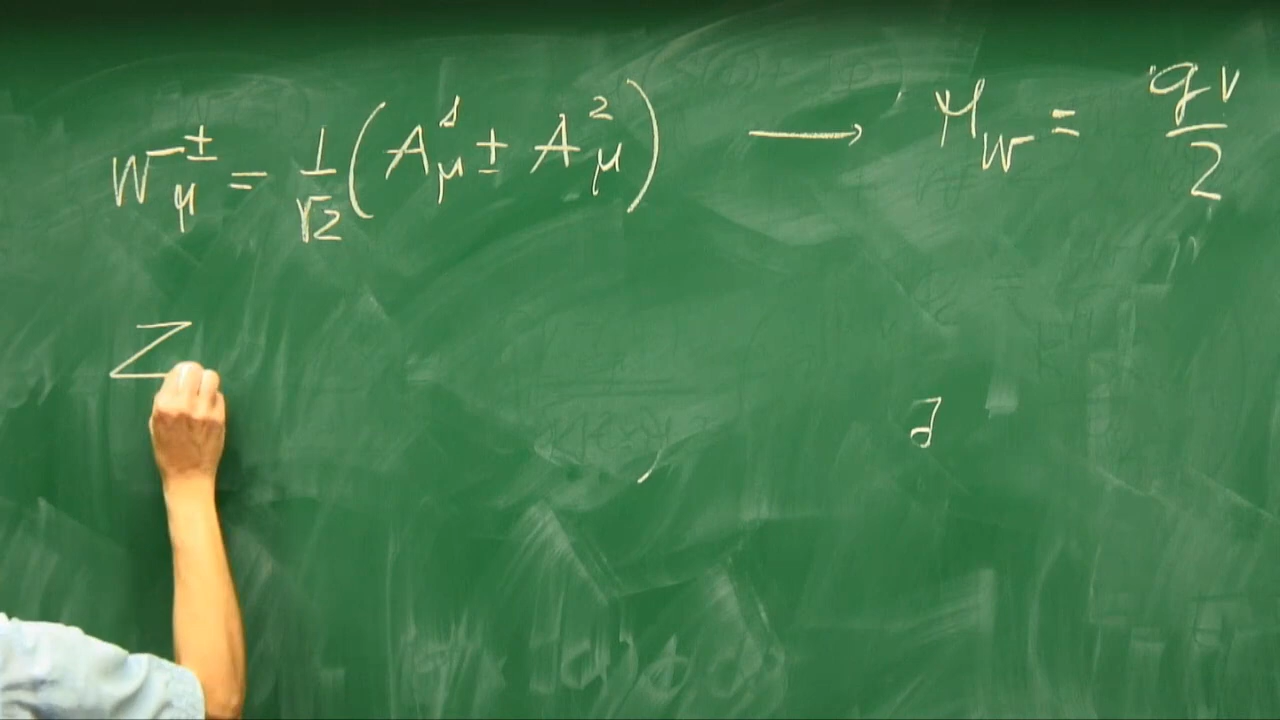 W^±_μ = 1/√2 (A^1_μ ± A^2_μ) ⟶ M_W = gv/2
Z
∂